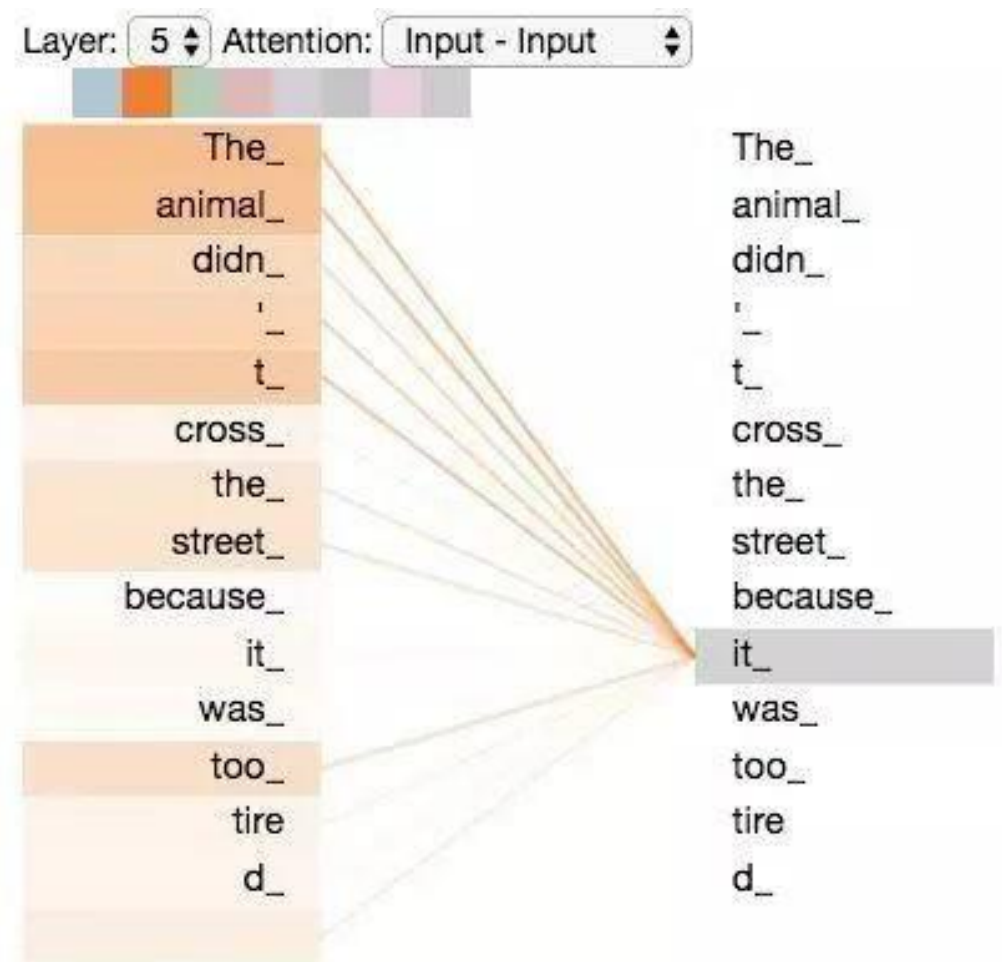 Layer: 5 Attention: Input - Input
The_ The_
animal_ animal_
didn_ didn_
'_ '_
t_ t_
cross_ cross_
the_ the_
street_ street_
because_ because_
it_ it_
was_ was_
too_ too_
tire tire
d_ d_